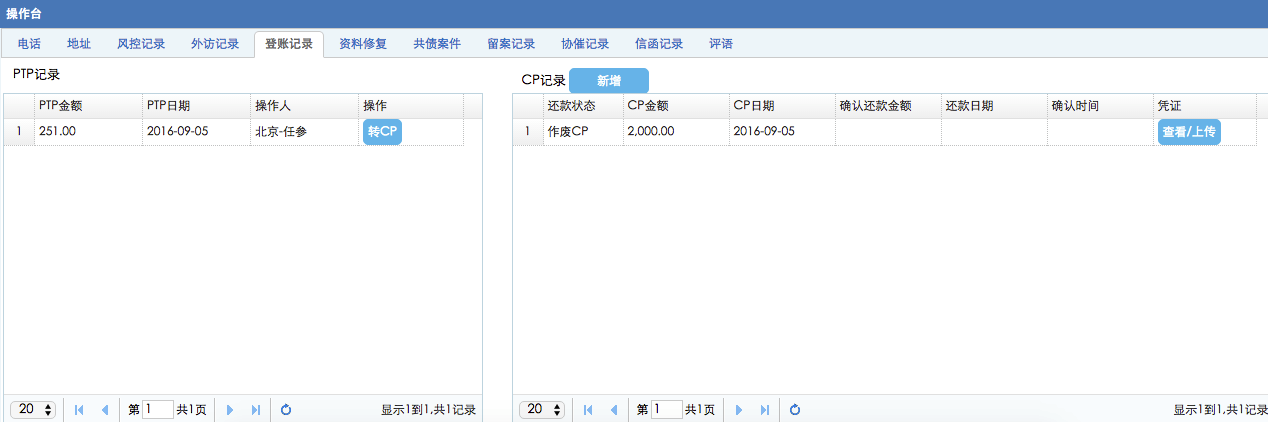 操作台
电话 地址 风控记录 外访记录 登账记录 资料修复 共债案件 留案记录 协催记录 信函记录 评语
PTP记录
PTP金额 PTP日期 操作人 操作
1 251.00 2016-09-05 北京-任参 转CP
20 第 1 共1页 显示1到1,共1记录
CP记录 新增
还款状态 CP金额 CP日期 确认还款金额 还款日期 确认时间 凭证
1 作废CP 2,000.00 2016-09-05 查看/上传
20 第 1 共1页 显示1到1,共1记录